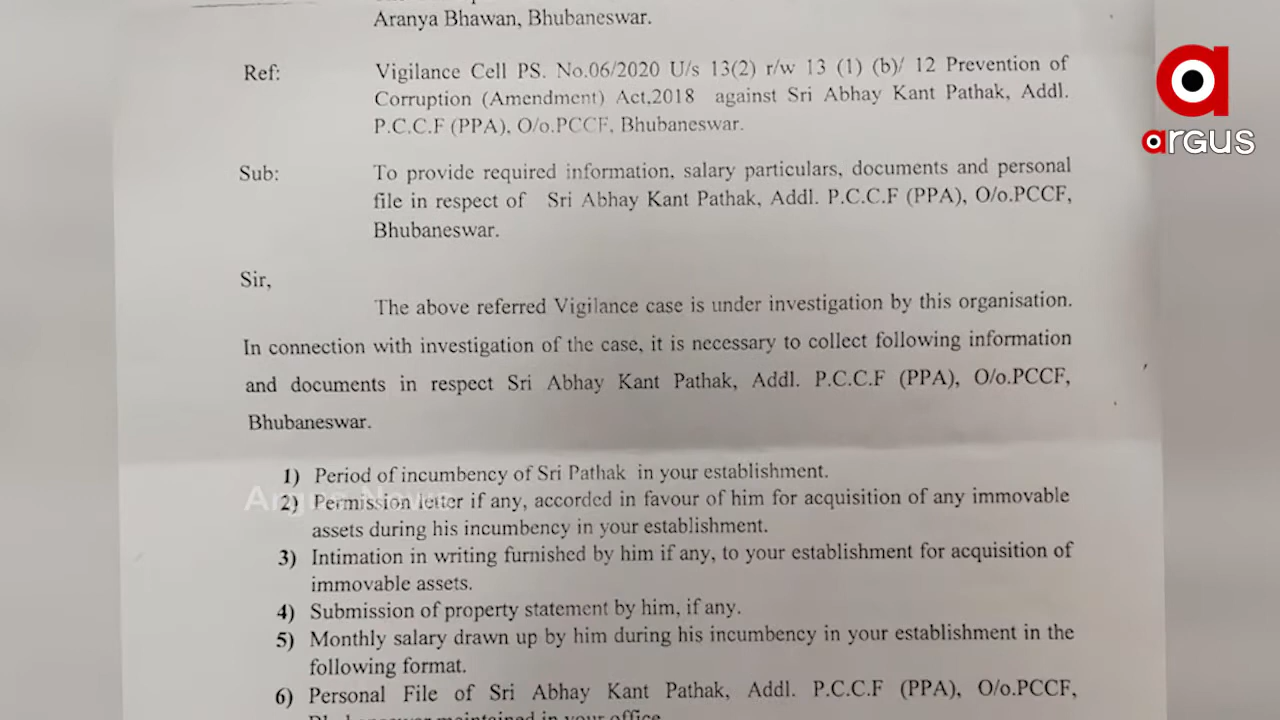 Aranya Bhawan, Bhubaneswar.
Ref: Vigilance Cell PS. No.06/2020 U/s 13(2) r/w 13 (1) (b)/ 12 Prevention of
Corruption (Amendment) Act,2018 against Sri Abhay Kant Pathak, Addl.
P.C.C.F (PPA), O/o.PCCF, Bhubaneswar.
Sub: To provide required information, salary particulars, documents and personal
file in respect of Sri Abhay Kant Pathak, Addl. P.C.C.F (PPA), O/o.PCCF,
Bhubaneswar.
Sir,
The above referred Vigilance case is under investigation by this organisation.
In connection with investigation of the case, it is necessary to collect following information
and documents in respect Sri Abhay Kant Pathak, Addl. P.C.C.F (PPA), O/o.PCCF,
Bhubaneswar.
1) Period of incumbency of Sri Pathak in your establishment.
2) Permission letter if any, accorded in favour of him for acquisition of any immovable
assets during his incumbency in your establishment.
3) Intimation in writing furnished by him if any, to your establishment for acquisition of
immovable assets.
4) Submission of property statement by him, if any.
5) Monthly salary drawn up by him during his incumbency in your establishment in the
following format.
6) Personal File of Sri Abhay Kant Pathak, Addl. P.C.C.F (PPA), O/o.PCCF,
Bhubaneswar maintained in your office
argus
Argus News